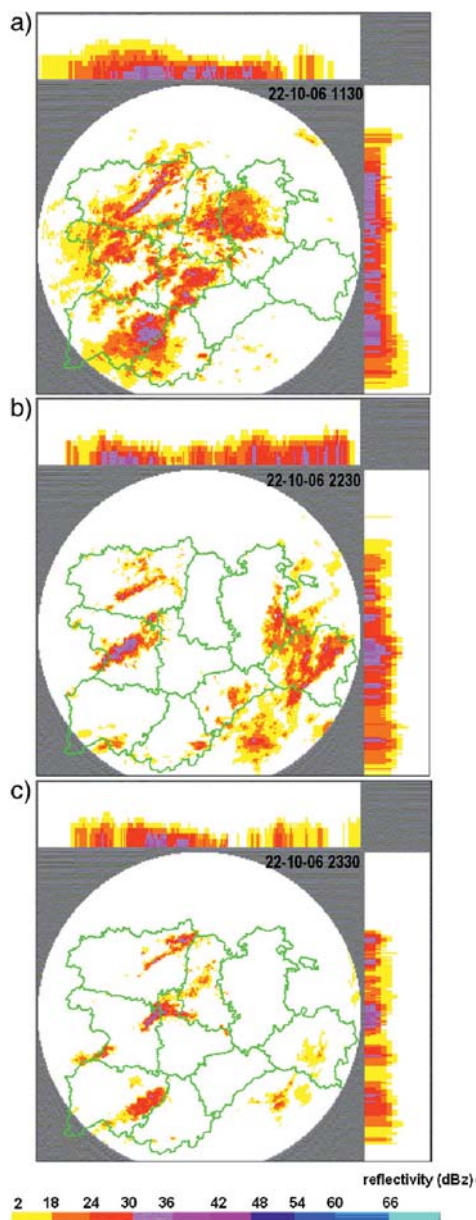 a)
22-10-06 1130
b)
22-10-06 2230
c)
22-10-06 2330
reflectivity (dBz)
2 18 24 30 36 42 48 54 60 66